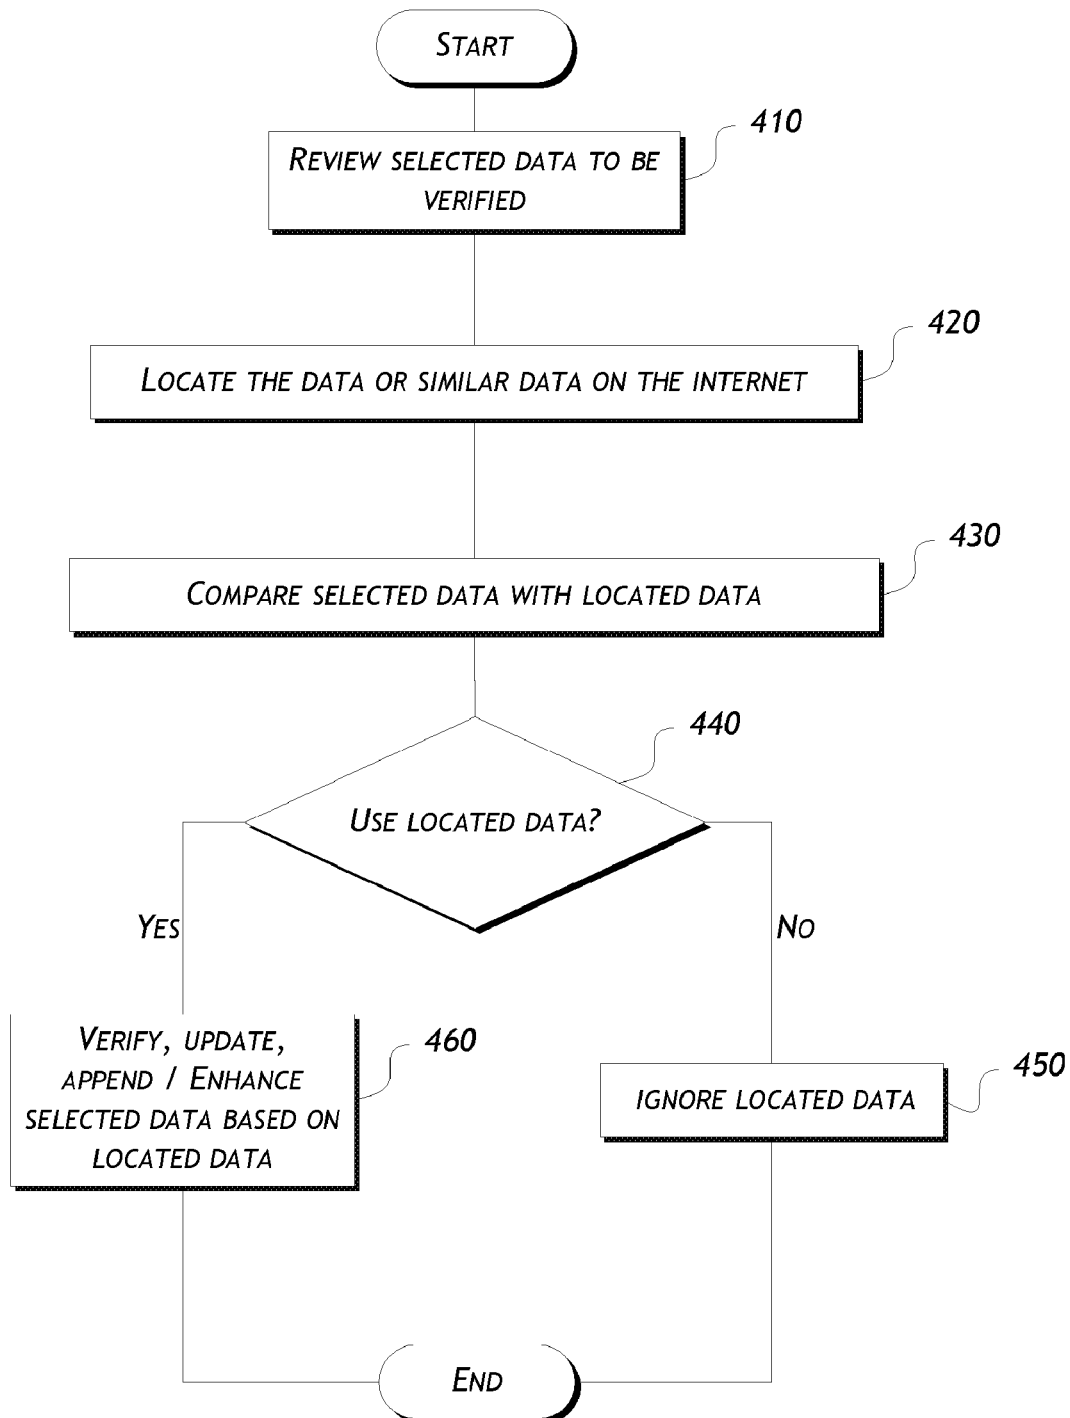 START
410
REVIEW SELECTED DATA TO BE
VERIFIED
420
LOCATE THE DATA OR SIMILAR DATA ON THE INTERNET
430
COMPARE SELECTED DATA WITH LOCATED DATA
440
USE LOCATED DATA?
YES
NO
VERIFY, UPDATE,
APPEND / ENHANCE
SELECTED DATA BASED ON
LOCATED DATA
460
IGNORE LOCATED DATA
450
END